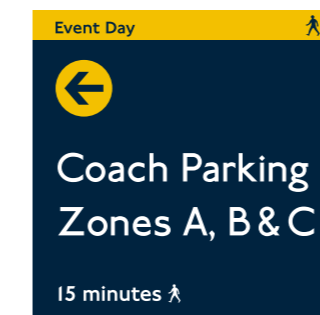 Event Day
Coach Parking
Zones A, B & C
15 minutes